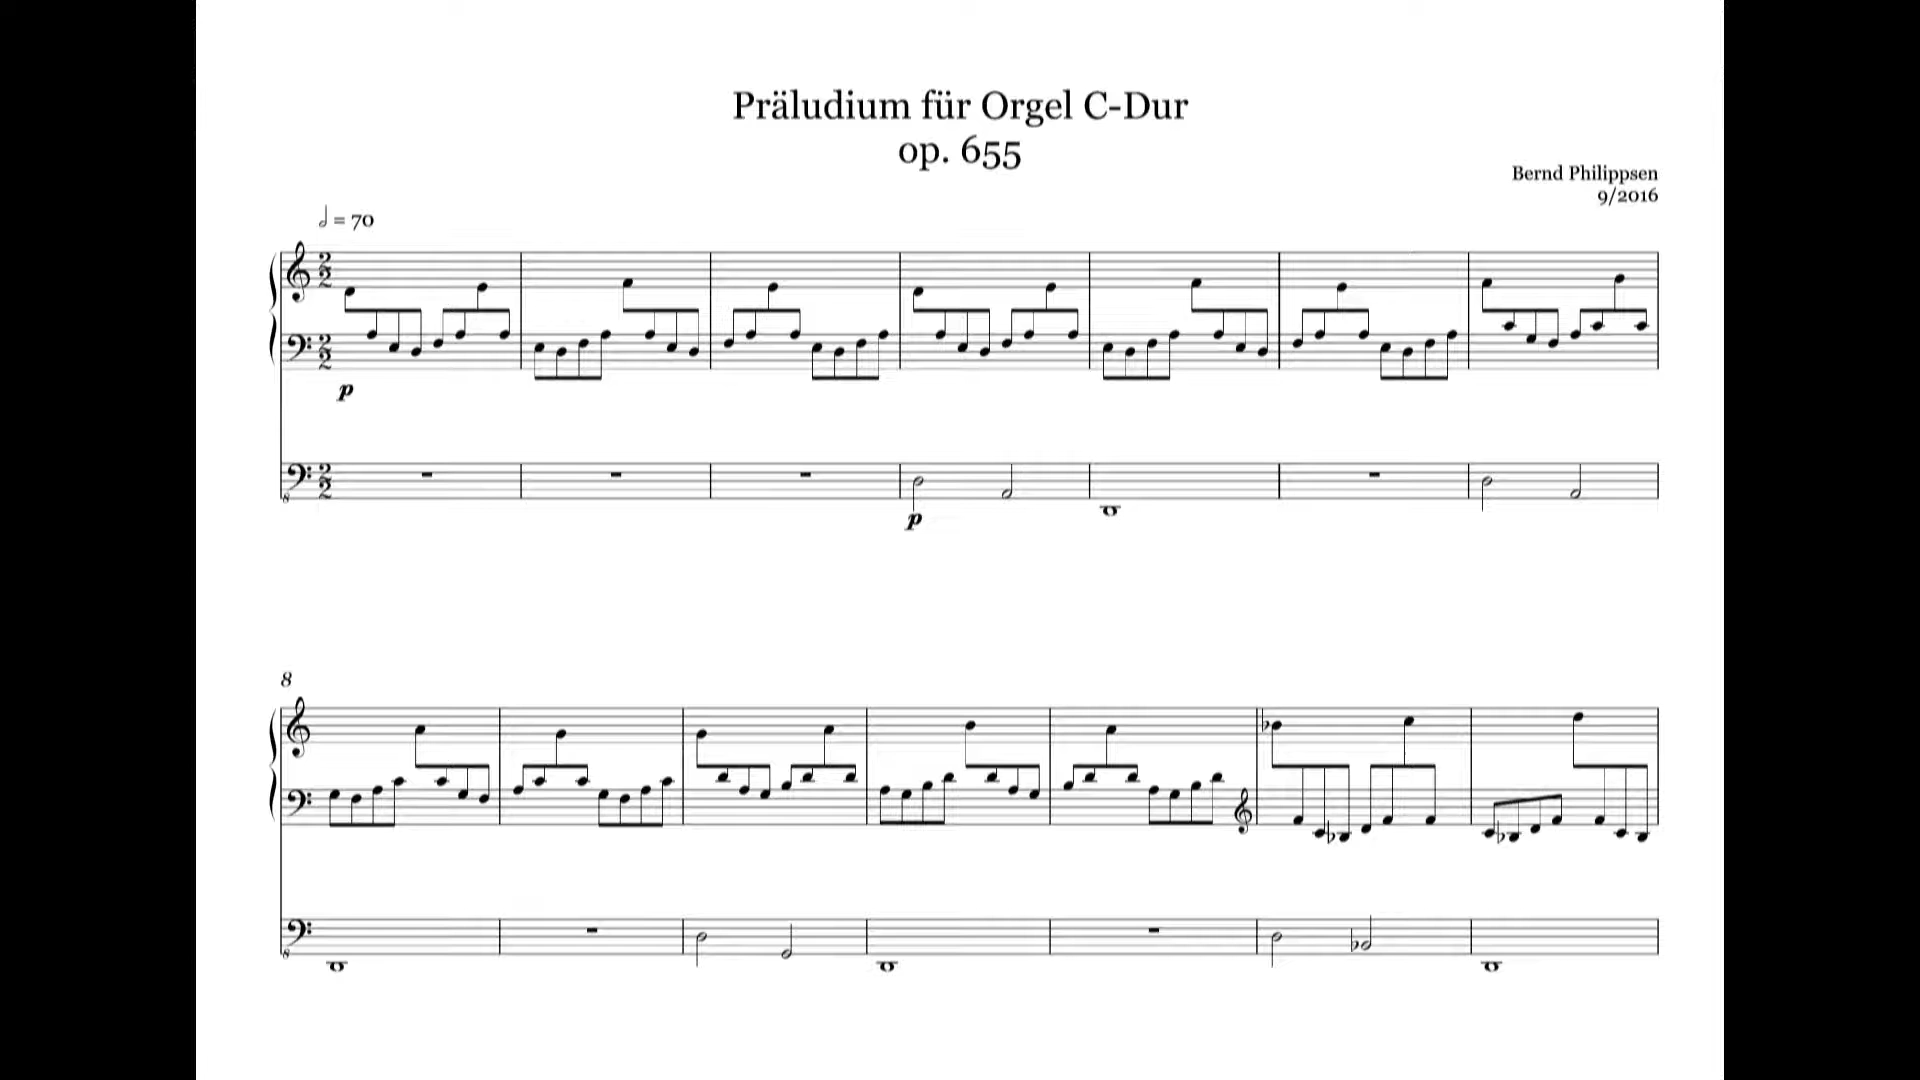 Präludium für Orgel C-Dur
op. 655
Bernd Philippsen
9/2016
𝅗𝅥 = 70
p
p
8